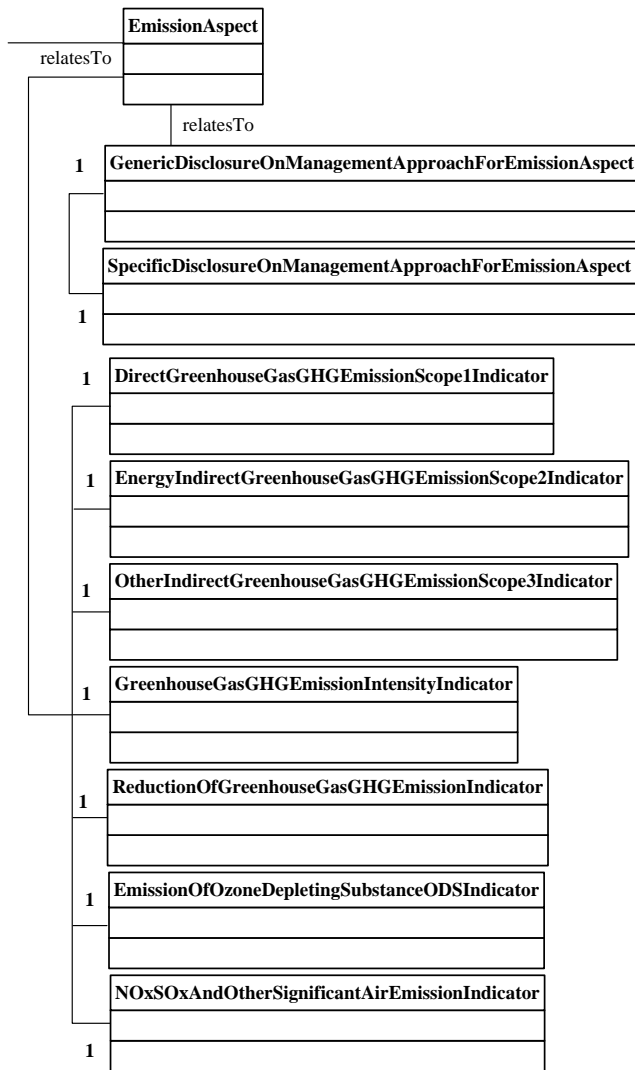 EmissionAspect
relatesTo
relatesTo
1
GenericDisclosureOnManagementApproachForEmissionAspect
SpecificDisclosureOnManagementApproachForEmissionAspect
1
1
DirectGreenhouseGasGHGEmissionScope1Indicator
1
EnergyIndirectGreenhouseGasGHGEmissionScope2Indicator
1
OtherIndirectGreenhouseGasGHGEmissionScope3Indicator
1
GreenhouseGasGHGEmissionIntensityIndicator
1
ReductionOfGreenhouseGasGHGEmissionIndicator
1
EmissionOfOzoneDepletingSubstanceODSIndicator
NOxSOxAndOtherSignificantAirEmissionIndicator
1